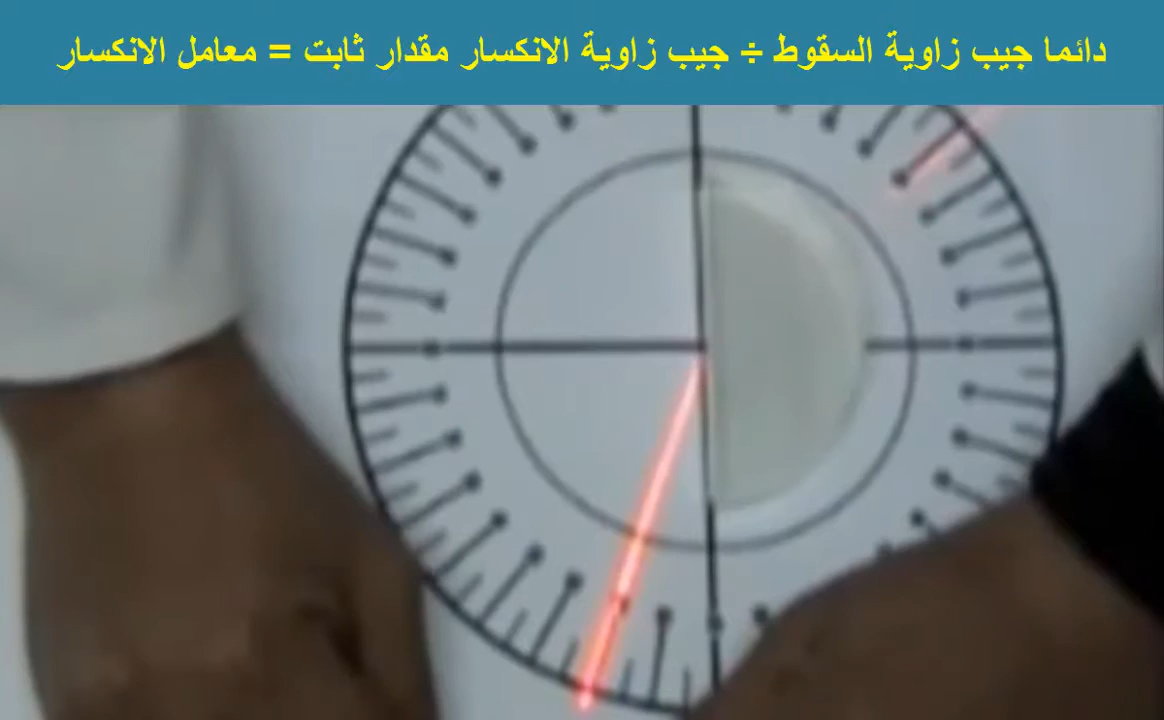 دائما جيب زاوية السقوط ÷ جيب زاوية الانكسار مقدار ثابت = معامل الانكسار